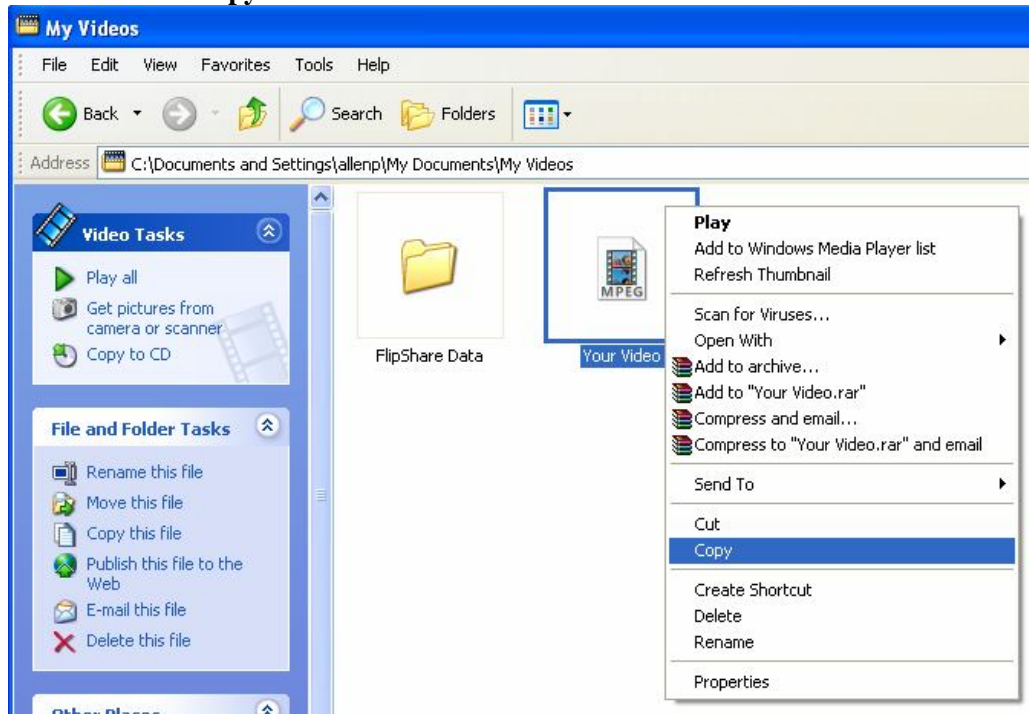 My Videos
File Edit View Favorites Tools Help
Back Search Folders
Address C:\Documents and Settings\allenp\My Documents\My Videos
Video Tasks
Play all
Get pictures from
camera or scanner
Copy to CD
File and Folder Tasks
Rename this file
Move this file
Copy this file
Publish this file to the
Web
E-mail this file
Delete this file
Other Places
FlipShare Data
MPEG
Your Video
Play
Add to Windows Media Player list
Refresh Thumbnail
Scan for Viruses...
Open With
Add to archive...
Add to "Your Video.rar"
Compress and email...
Compress to "Your Video.rar" and email
Send To
Cut
Copy
Create Shortcut
Delete
Rename
Properties